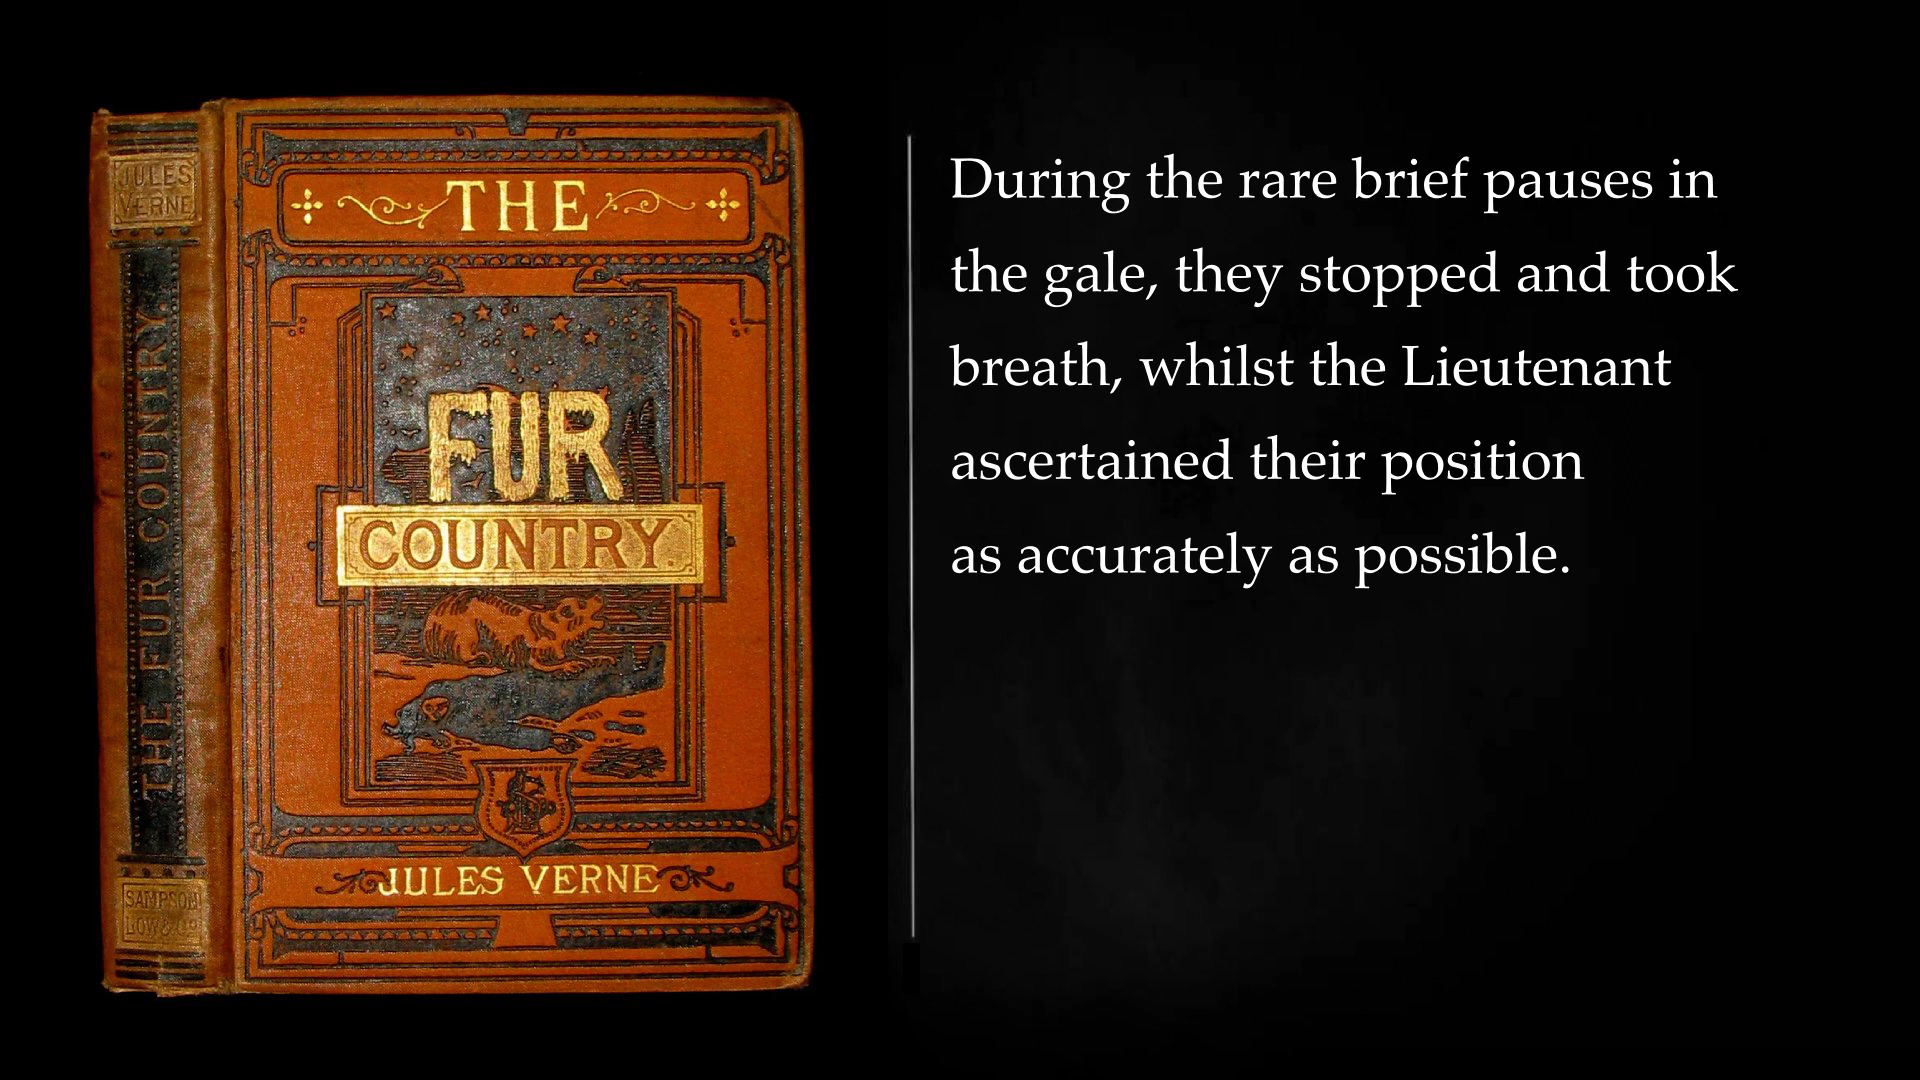 JULES
VERNE
THE FUR COUNTRY.
SAMPSON
LOW & Co
THE
FUR
COUNTRY.
JULES VERNE
During the rare brief pauses in
the gale, they stopped and took
breath, whilst the Lieutenant
ascertained their position
as accurately as possible.